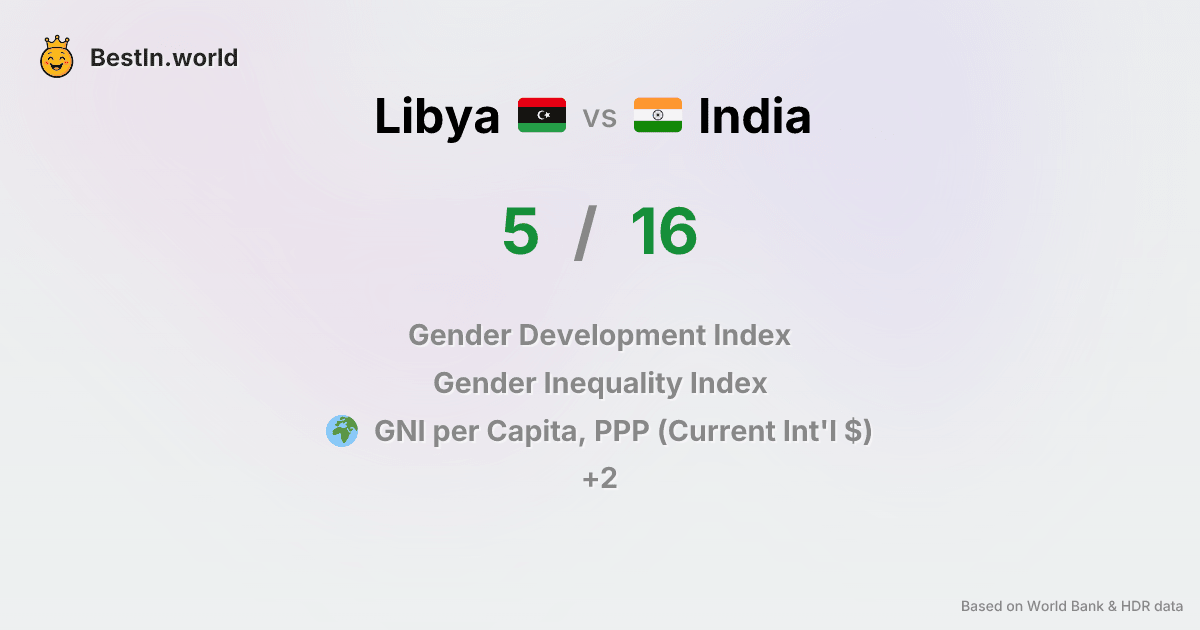 BestIn.world
Libya vs India
5 / 16
Gender Development Index
Gender Inequality Index
GNI per Capita, PPP (Current Int'l $)
+2
Based on World Bank & HDR data